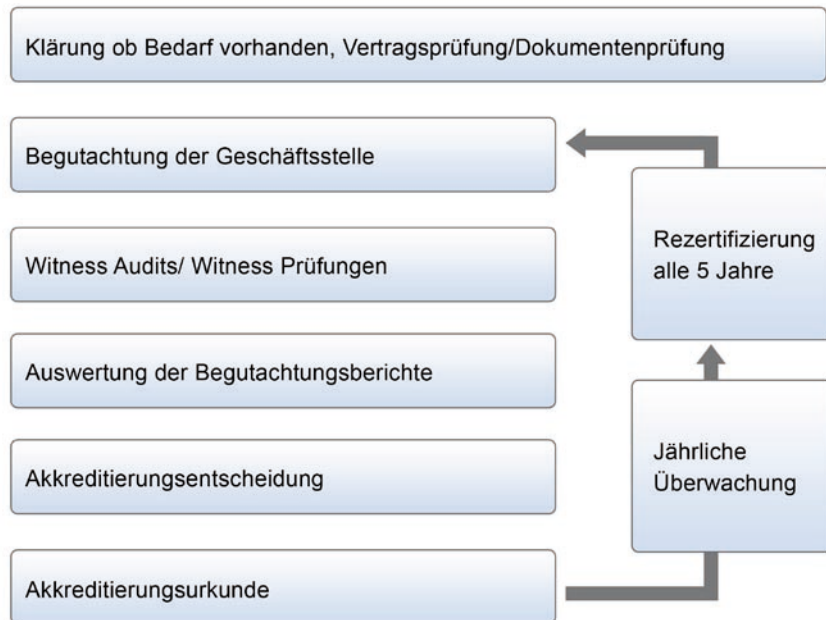 Klärung ob Bedarf vorhanden, Vertragsprüfung/Dokumentenprüfung
Begutachtung der Geschäftsstelle
Witness Audits/ Witness Prüfungen
Auswertung der Begutachtungsberichte
Akkreditierungsentscheidung
Akkreditierungsurkunde
Rezertifizierung
alle 5 Jahre
Jährliche
Überwachung